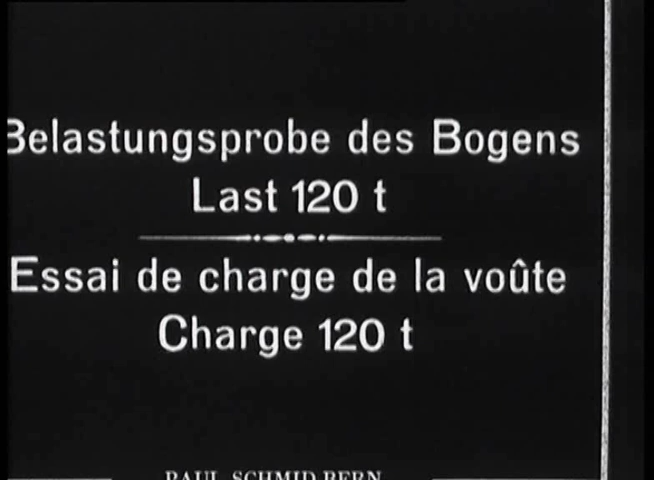 Belastungsprobe des Bogens
Last 120 t
Essai de charge de la voûte
Charge 120 t
PAUL SCHMID BERN